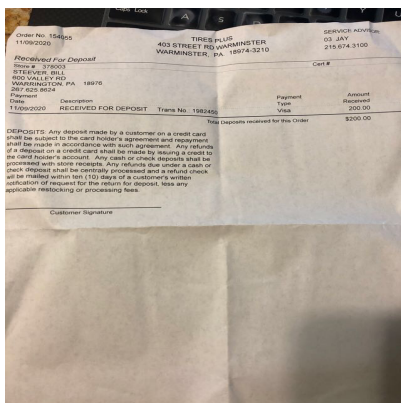 Caps Lock
A
S
U
Order No. 154055
11/09/2020
TIRES PLUS
403 STREET RD WARMINSTER
WARMINSTER, PA 18974-3210
SERVICE ADVISOR
03 JAY
215.674.3100
Received For Deposit
Cert #
Store # 378003
STEEVER, BILL
600 VALLEY RD
WARRINGTON, PA 18976
267.625.8624
Payment Date Description Payment Type Amount Received
11/09/2020 RECEIVED FOR DEPOSIT Trans No. 1982455 Visa 200.00
Total Deposits received for this Order $200.00
DEPOSITS: Any deposit made by a customer on a credit card
shall be subject to the card holder's agreement and repayment
shall be made in accordance with such agreement. Any refunds
of a deposit on a credit card shall be made by issuing a credit to
the card holder's account. Any cash or check deposits shall be
processed with store receipts. Any refunds due under a cash or
check deposit shall be centrally processed and a refund check
will be mailed within ten (10) days of a customer's written
notification of request for the return for deposit, less any
applicable restocking or processing fees.
Customer Signature